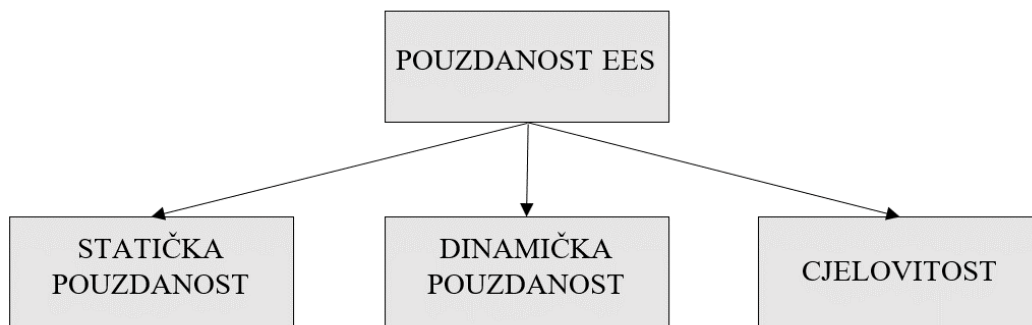 POUZDANOST EES
STATIČKA
POUZDANOST
DINAMIČKA
POUZDANOST
CJELOVITOST